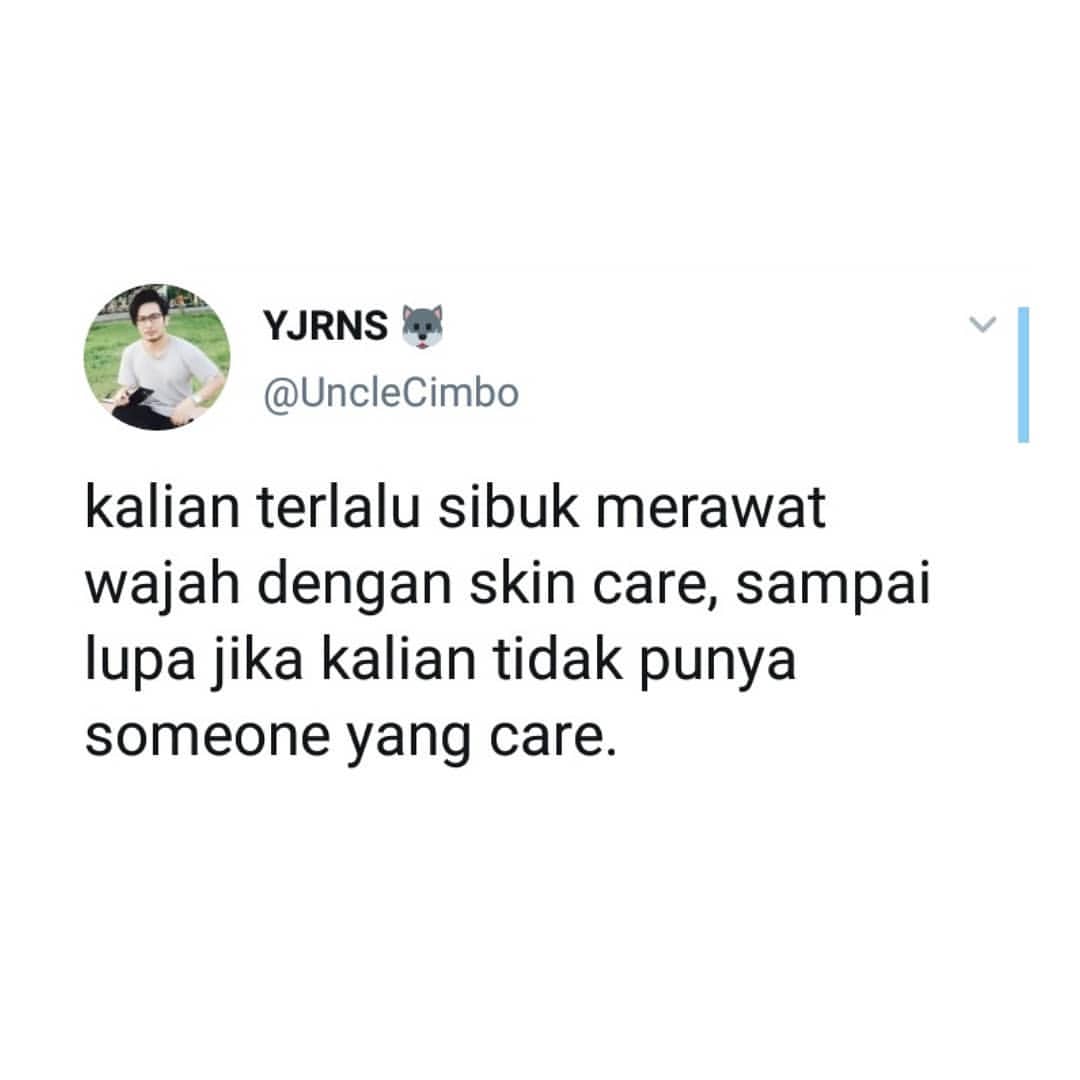 YJRNS 🐺
@UncleCimbo
kalian terlalu sibuk merawat
wajah dengan skin care, sampai
lupa jika kalian tidak punya
someone yang care.